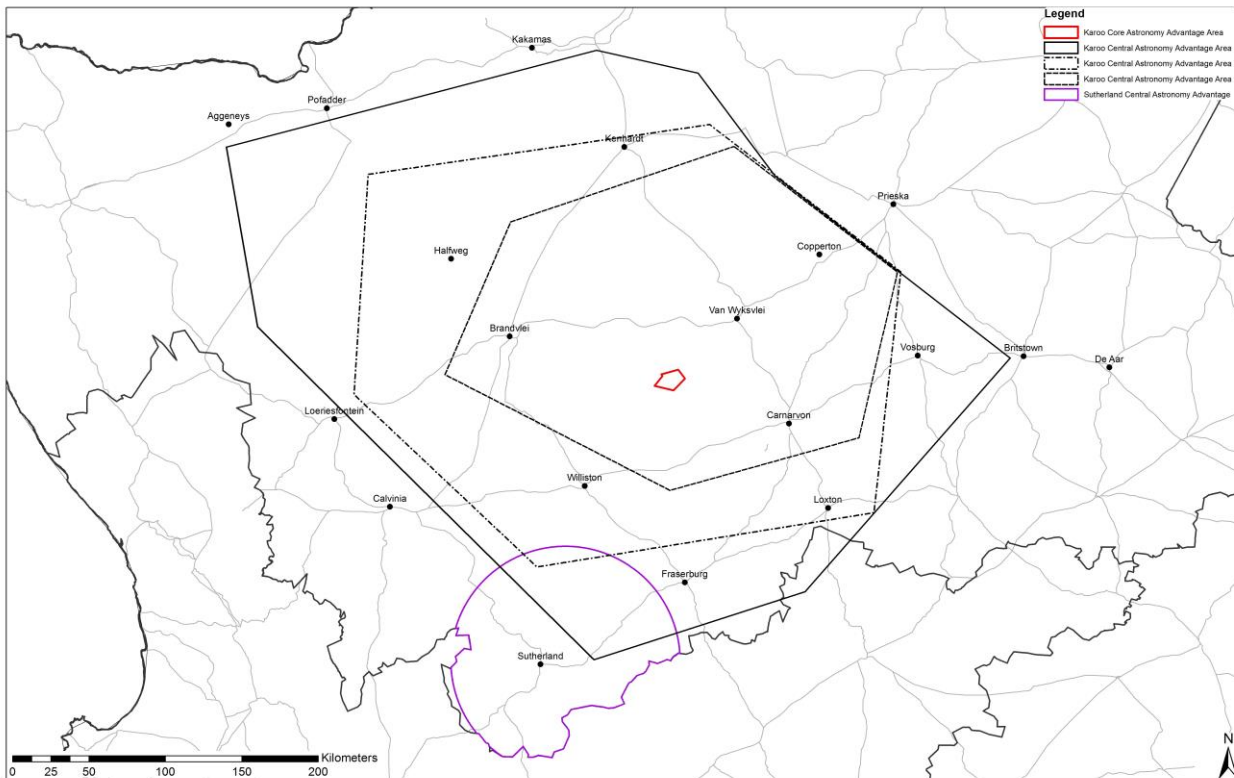 Legend
Karoo Core Astronomy Advantage Area
Karoo Central Astronomy Advantage Area
Karoo Central Astronomy Advantage Area
Karoo Central Astronomy Advantage Area
Sutherland Central Astronomy Advantage
Kakamas
Pofadder
Aggeneys
Kenhardt
Prieska
Halfweg
Copperton
Van Wyksvlei
Brandvlei
Vosburg
Britstown
De Aar
Loeriesfontein
Carnarvon
Williston
Calvinia
Loxton
Fraserburg
Sutherland
Kilometers
0 25 50 100 150 200
N